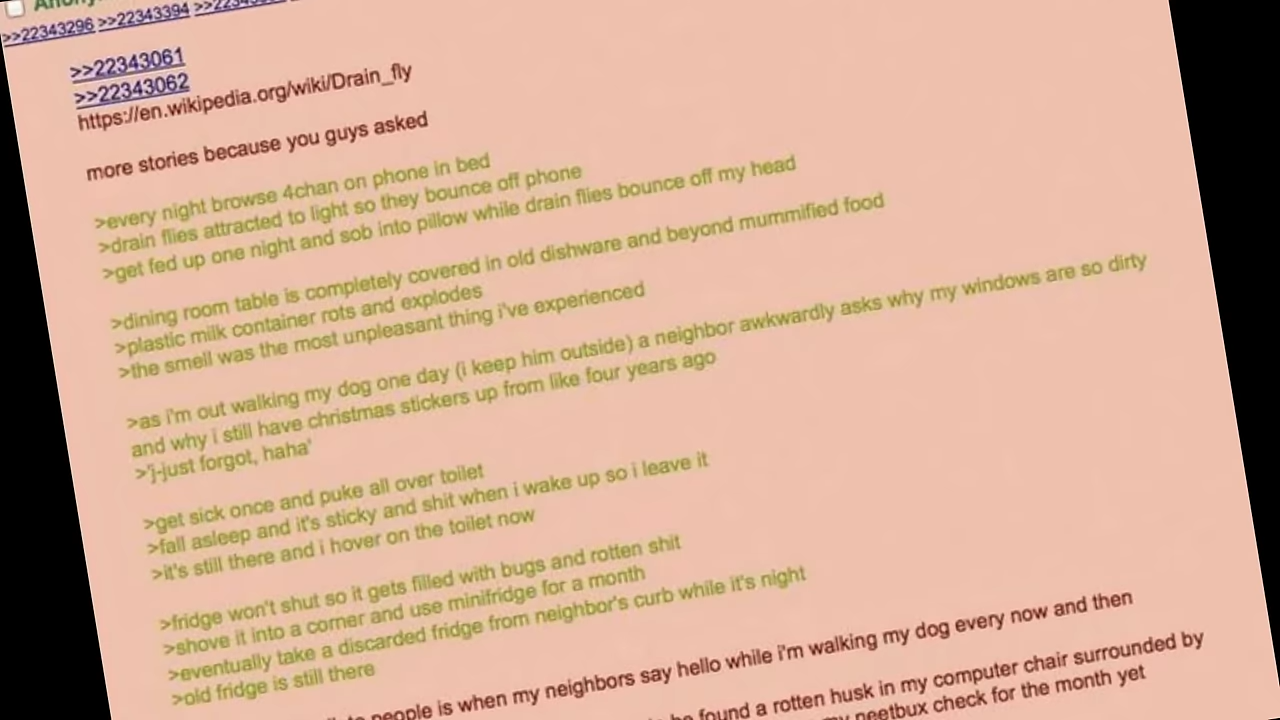 >>22343296 >>22343394
>>22343061
>>22343062
https://en.wikipedia.org/wiki/Drain_fly
more stories because you guys asked
>every night browse 4chan on phone in bed
>drain flies attracted to light so they bounce off phone
>get fed up one night and sob into pillow while drain flies bounce off my head
>dining room table is completely covered in old dishware and beyond mummified food
>plastic milk container rots and explodes
>the smell was the most unpleasant thing i've experienced
>as i'm out walking my dog one day (i keep him outside) a neighbor awkwardly asks why my windows are so dirty
and why i still have christmas stickers up from like four years ago
>'j-just forgot, haha'
>get sick once and puke all over toilet
>fall asleep and it's sticky and shit when i wake up so i leave it
>it's still there and i hover on the toilet now
>fridge won't shut so it gets filled with bugs and rotten shit
>shove it into a corner and use minifridge for a month
>eventually take a discarded fridge from neighbor's curb while it's night
>old fridge is still there
people is when my neighbors say hello while i'm walking my dog every now and then
found a rotten husk in my computer chair surrounded by
neetbux check for the month yet